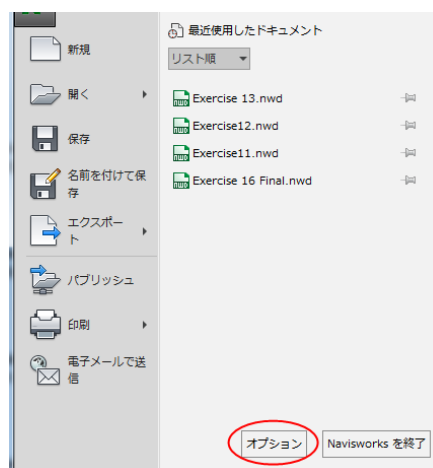 最近使用したドキュメント
リスト順
新規
開く
保存
名前を付けて保
存
エクスポー
ト
パブリッシュ
印刷
電子メールで送
信
Exercise 13.nwd
Exercise12.nwd
Exercise11.nwd
Exercise 16 Final.nwd
オプション
Navisworks を終了